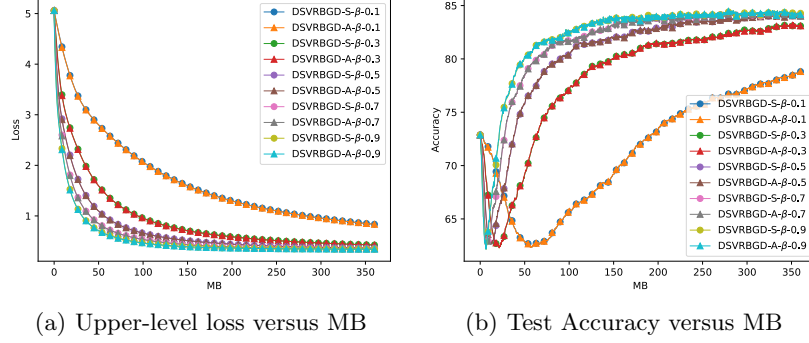 5
4
3
2
1
Loss
0
50
100
150
200
250
300
350
MB
DSVRBGD-S-β-0.1
DSVRBGD-A-β-0.1
DSVRBGD-S-β-0.3
DSVRBGD-A-β-0.3
DSVRBGD-S-β-0.5
DSVRBGD-A-β-0.5
DSVRBGD-S-β-0.7
DSVRBGD-A-β-0.7
DSVRBGD-S-β-0.9
DSVRBGD-A-β-0.9
(a) Upper-level loss versus MB
85
80
75
70
65
Accuracy
0
50
100
150
200
250
300
350
MB
DSVRBGD-S-β-0.1
DSVRBGD-A-β-0.1
DSVRBGD-S-β-0.3
DSVRBGD-A-β-0.3
DSVRBGD-S-β-0.5
DSVRBGD-A-β-0.5
DSVRBGD-S-β-0.7
DSVRBGD-A-β-0.7
DSVRBGD-S-β-0.9
DSVRBGD-A-β-0.9
(b) Test Accuracy versus MB